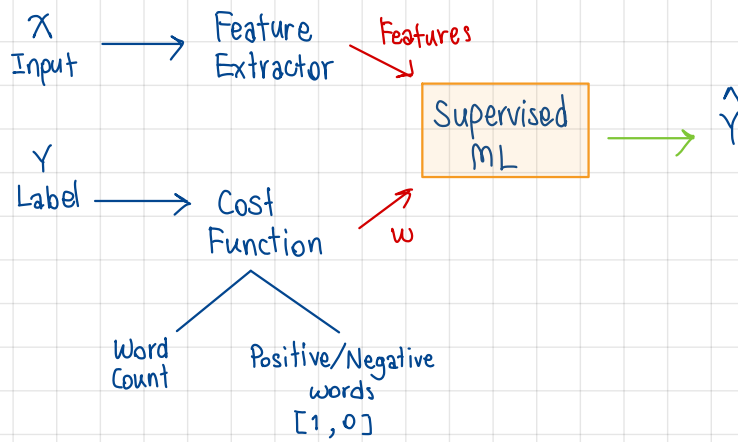 X
Input
Feature
Extractor
Features
Supervised
ML
Ŷ
Y
Label
Cost
Function
w
Word
Count
Positive/Negative
words
[1,0]